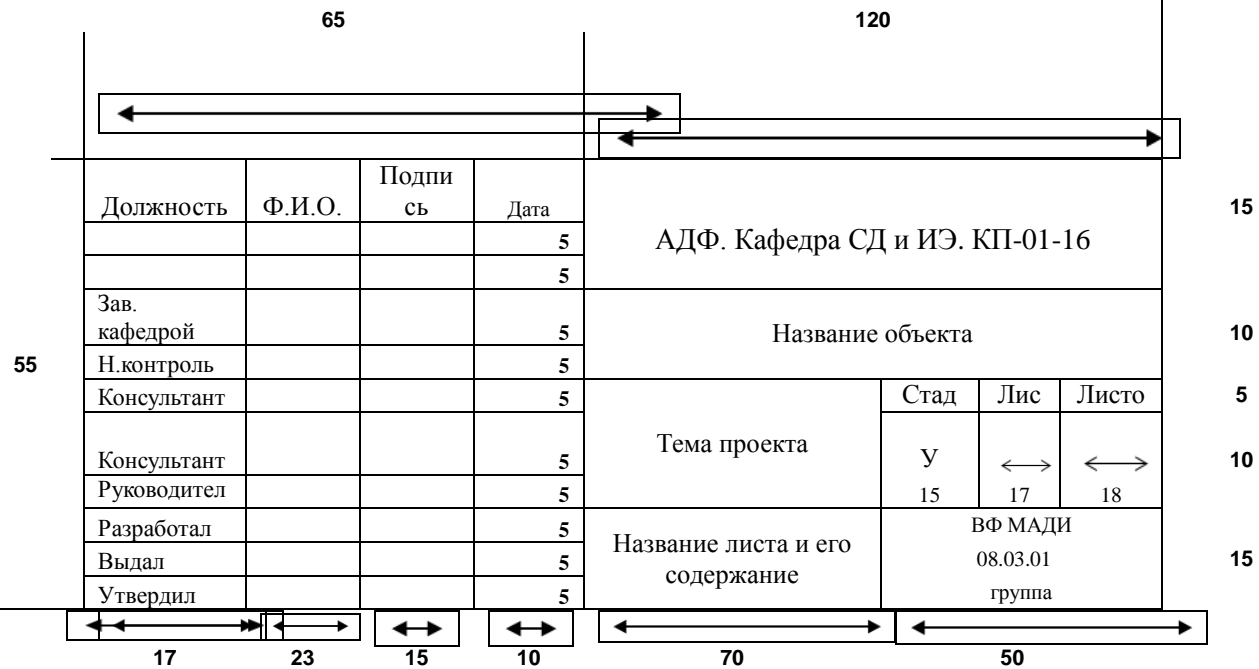 65 120
Должность Ф.И.О. Подпи
сь Дата
15
5 АДФ. Кафедра СД и ИЭ. КП-01-16
5
Зав.
кафедрой 5 Название объекта 10
55 Н.контроль 5
Консультант 5 Стад Лис Листо 5
Консультант 5 Тема проекта У 10
Руководител 5 15 17 18
Разработал 5 ВФ МАДИ
Выдал 5 Название листа и его
содержание 08.03.01 15
Утвердил 5 группа
17 23 15 10 70 50